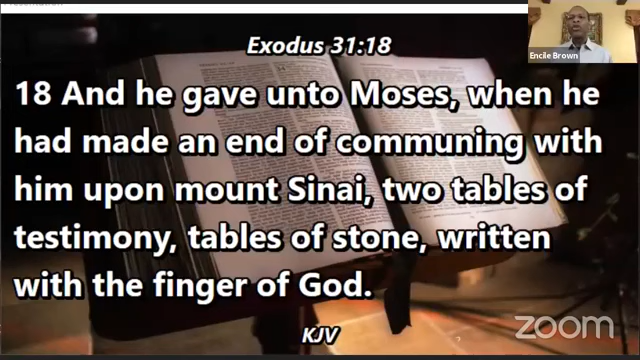 Encile Brown
Exodus 31:18
18 And he gave unto Moses, when he
had made an end of communing with
him upon mount Sinai, two tables of
testimony, tables of stone, written
with the finger of God.
KJV
zoom